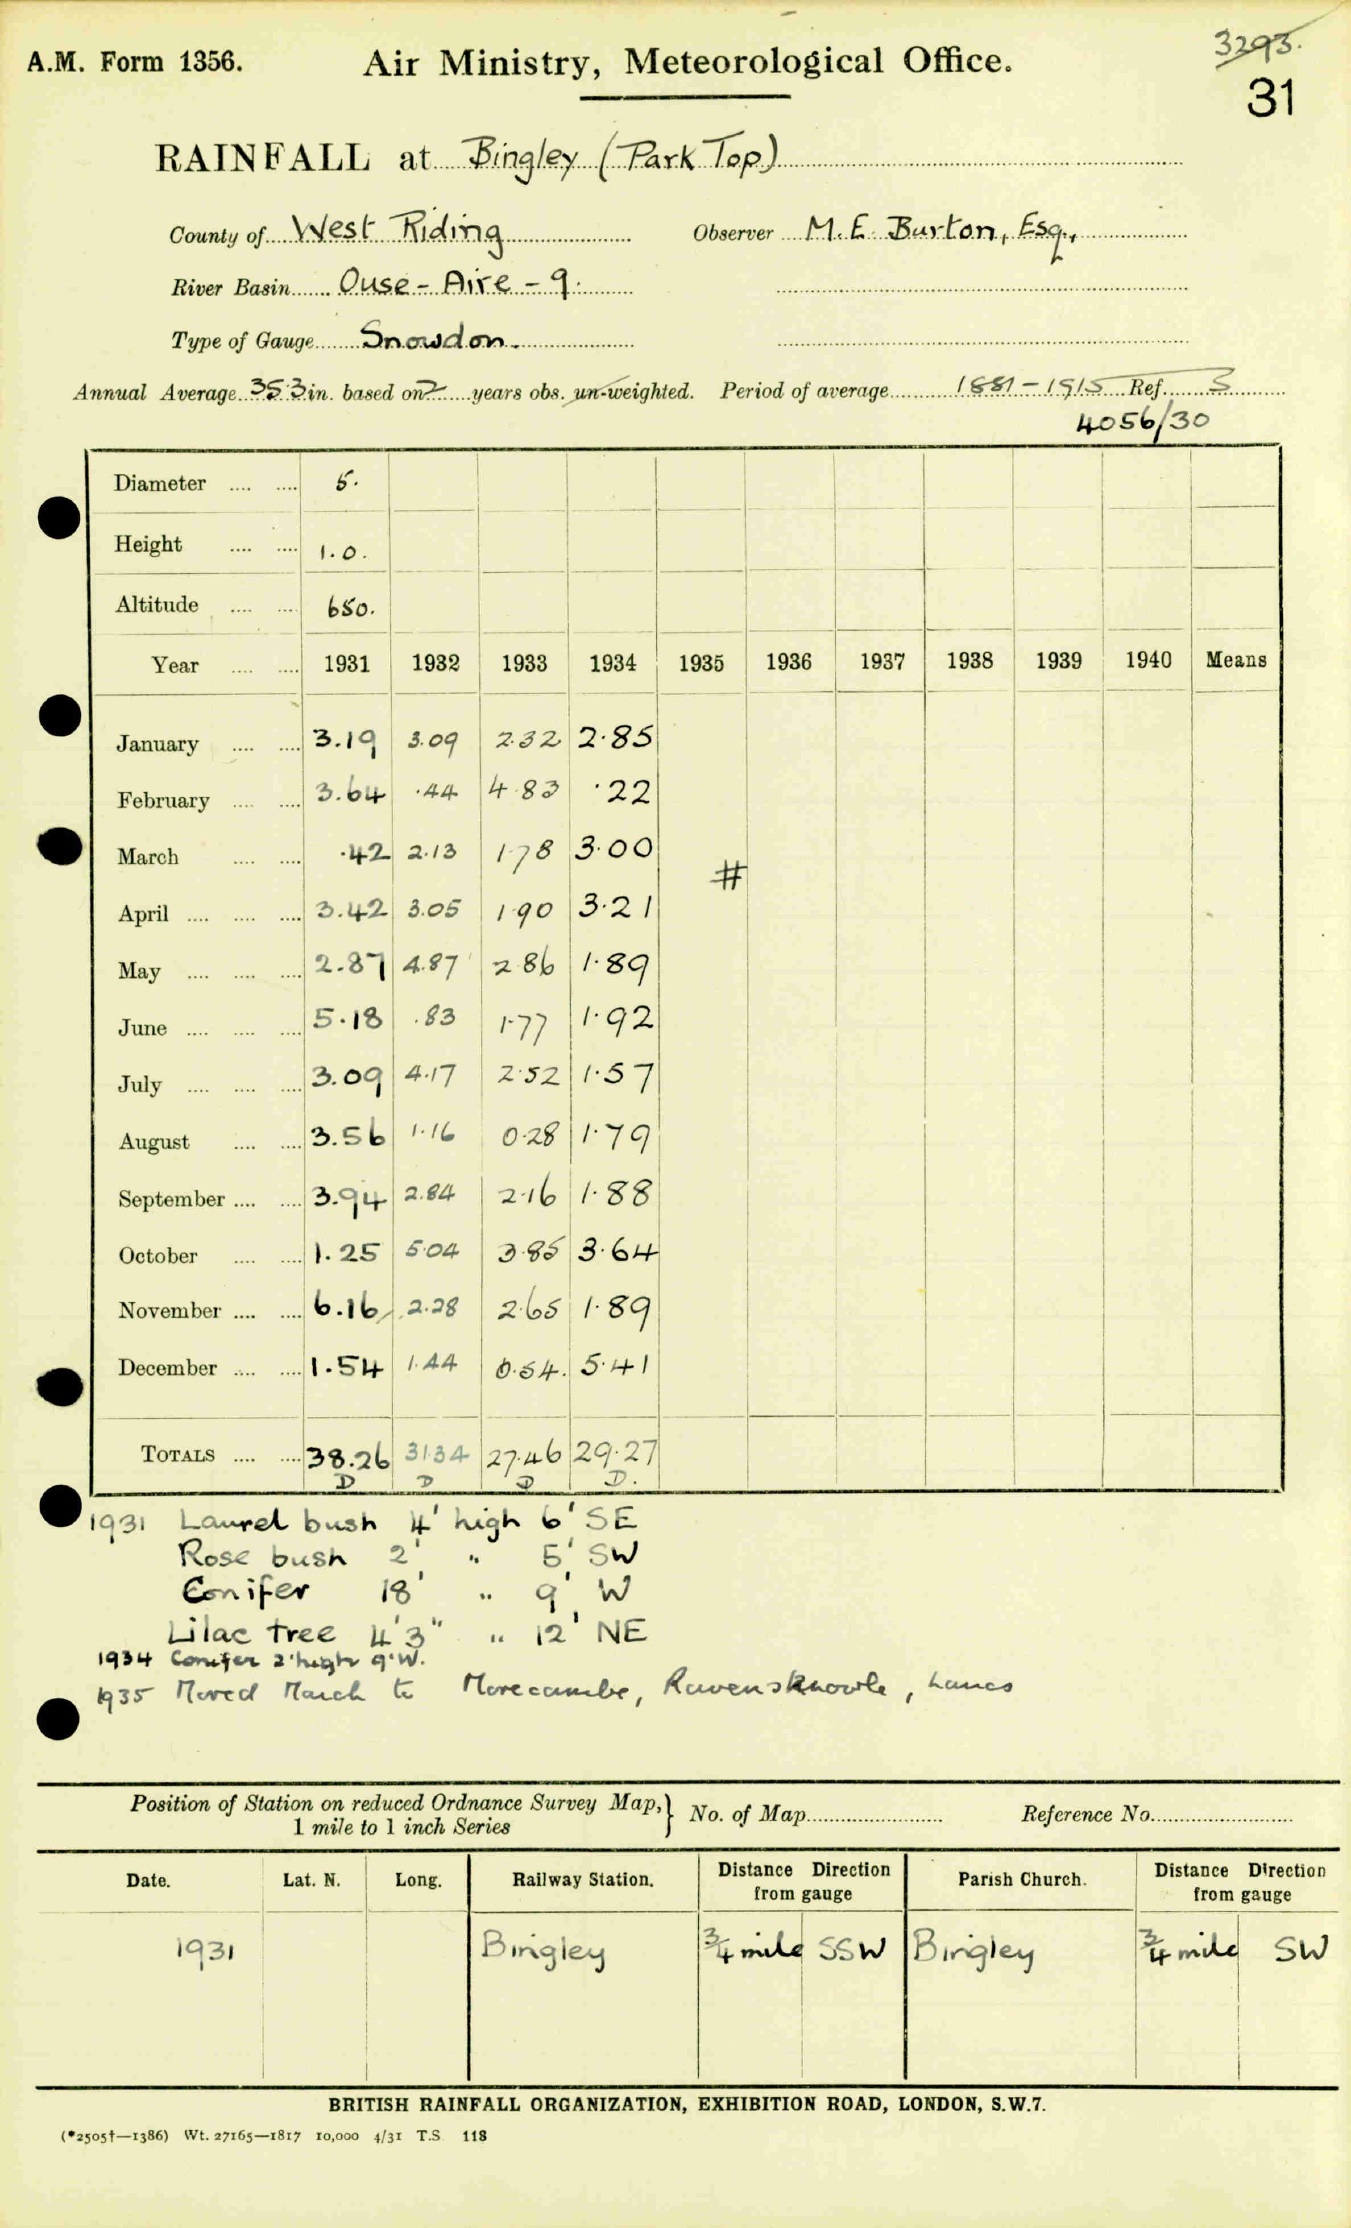 3293.
A.M. Form 1356. Air Ministry, Meteorological Office.
31
RAINFALL at Bingley (Park Top)
County of West Riding Observer M. E. Burton, Esq.,
River Basin Ouse - Aire - 9.
Type of Gauge Snowdon.
Annual Average 35.3 in. based on 2 years obs. un-weighted. Period of average 1881-1915 Ref. 3
4056/30
Diameter .... .... 5.
Height .... .... 1.0.
Altitude .... .... 650.
Year .... .... 1931 1932 1933 1934 1935 1936 1937 1938 1939 1940 Means
January .... .... 3.19 3.09 2.32 2.85
February .... .... 3.64 .44 4.83 .22
March .... .... .42 2.13 1.78 3.00
#
April .... .... .... 3.42 3.05 1.90 3.21
May .... .... .... 2.87 4.87 2.86 1.89
June .... .... .... 5.18 .83 1.77 1.92
July .... .... .... 3.09 4.17 2.52 1.57
August .... .... 3.56 1.16 0.28 1.79
September .... .... 3.94 2.84 2.16 1.88
October .... .... 1.25 5.04 3.85 3.64
November .... .... 6.16 2.28 2.65 1.89
December .... .... 1.54 1.44 0.54. 5.41
TOTALS .... .... 38.26 31.34 27.46 29.27
D D D D.
1931 Laurel bush 4' high 6' SE
Rose bush 2' " 5' SW
Conifer 18' " 9' W
Lilac tree 4'3" " 12' NE
1934 Conifer 2' high 9' W.
1935 Moved March to Morecambe, Ravensknowle, Lancs
Position of Station on reduced Ordnance Survey Map, } No. of Map Reference No.
1 mile to 1 inch Series
Date. Lat. N. Long. Railway Station. Distance Direction from gauge Parish Church. Distance Direction from gauge
1931 Bingley 3/4 mile SSW Bingley 3/4 mile SW
BRITISH RAINFALL ORGANIZATION, EXHIBITION ROAD, LONDON, S.W.7.
(*2505†—1386) Wt. 27165—1817 10,000 4/31 T.S. 118